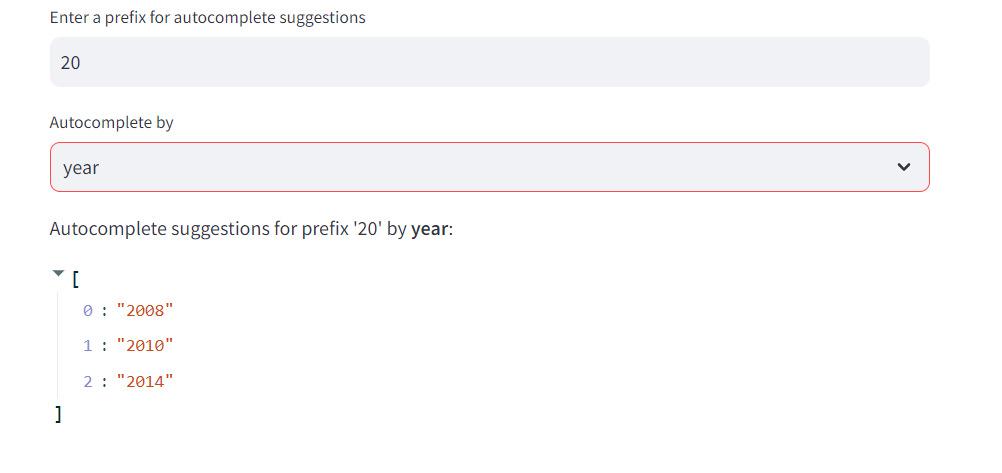 Enter a prefix for autocomplete suggestions
20
Autocomplete by
year
Autocomplete suggestions for prefix '20' by year:
[
0 : "2008"
1 : "2010"
2 : "2014"
]